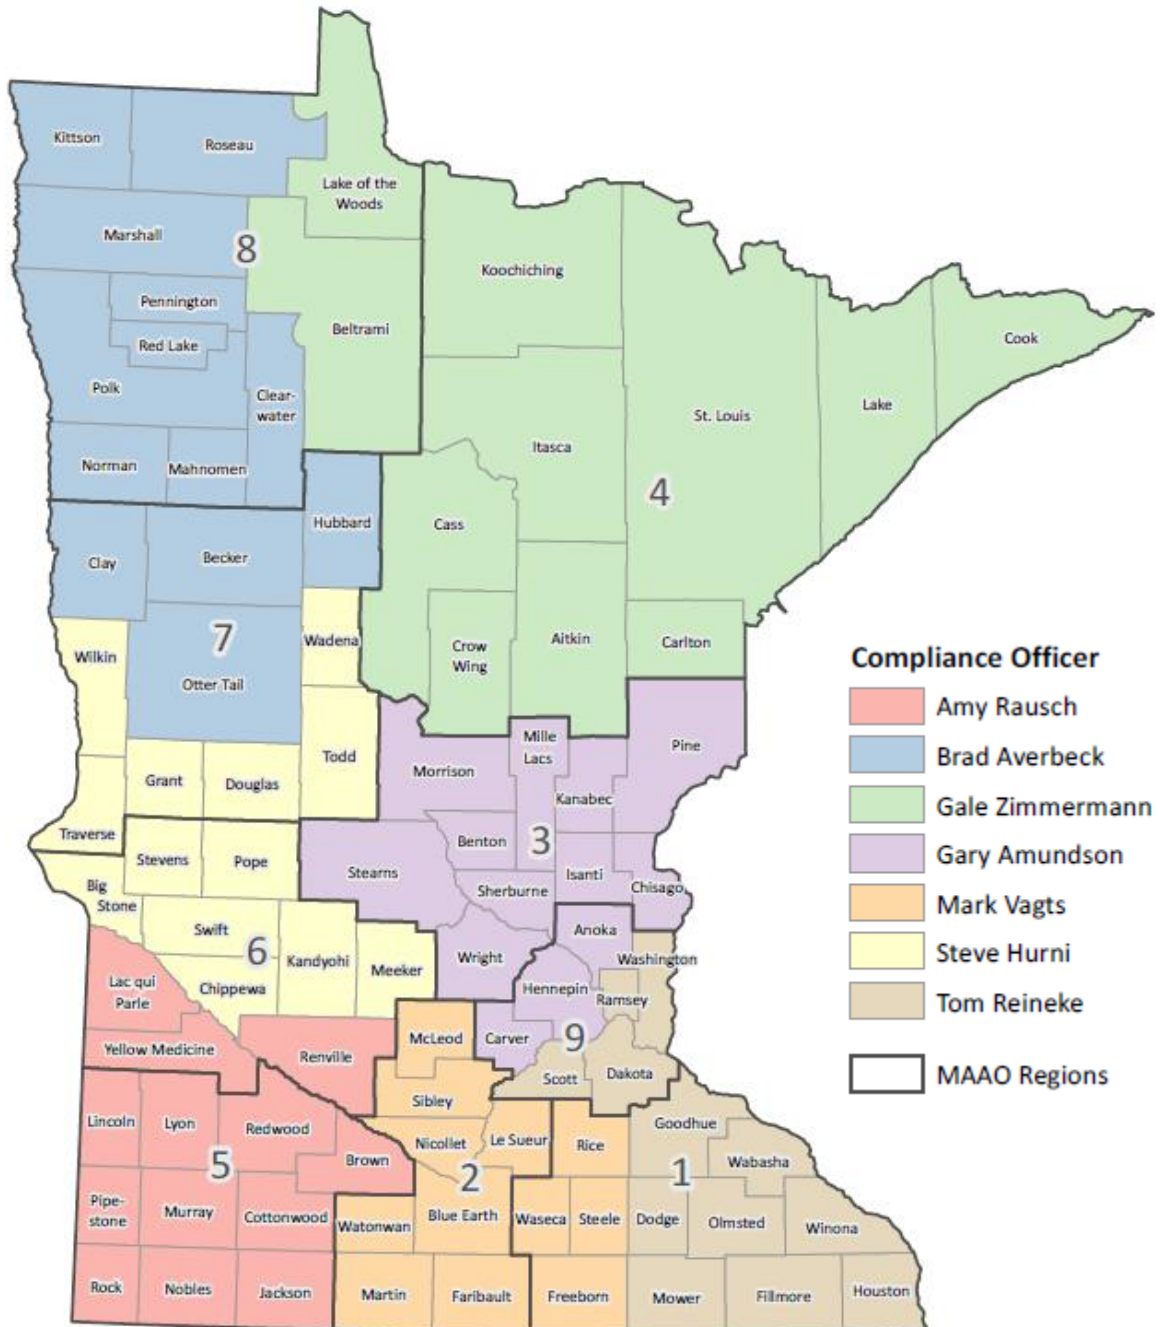 Kittson
Roseau
Lake of the
Woods
Marshall
8
Koochiching
Pennington
Beltrami
Red Lake
Cook
Polk
Clear-
water
Lake
St. Louis
Itasca
Norman
Mahnomen
4
Hubbard
Cass
Clay
Becker
7
Wadena
Crow
Wing
Aitkin
Carlton
Wilkin
Otter Tail
Compliance Officer
Amy Rausch
Brad Averbeck
Gale Zimmermann
Gary Amundson
Mark Vagts
Steve Hurni
Tom Reineke
MAAO Regions
Mille
Lacs
Pine
Todd
Morrison
Grant
Douglas
Kanabec
Traverse
Benton
3
Stevens
Pope
Stearns
Isanti
Sherburne
Chisago
Big
Stone
Swift
6
Anoka
Kandyohi
Meeker
Wright
Washington
Lac qui
Parle
Chippewa
Hennepin
Ramsey
Yellow Medicine
Renville
McLeod
Carver
9
Scott
Dakota
Sibley
Lincoln
Lyon
Redwood
Nicollet
Le Sueur
Rice
Goodhue
Brown
5
2
1
Wabasha
Pipe-
stone
Murray
Cottonwood
Watonwan
Blue Earth
Waseca
Steele
Dodge
Olmsted
Winona
Rock
Nobles
Jackson
Martin
Faribault
Freeborn
Mower
Fillmore
Houston